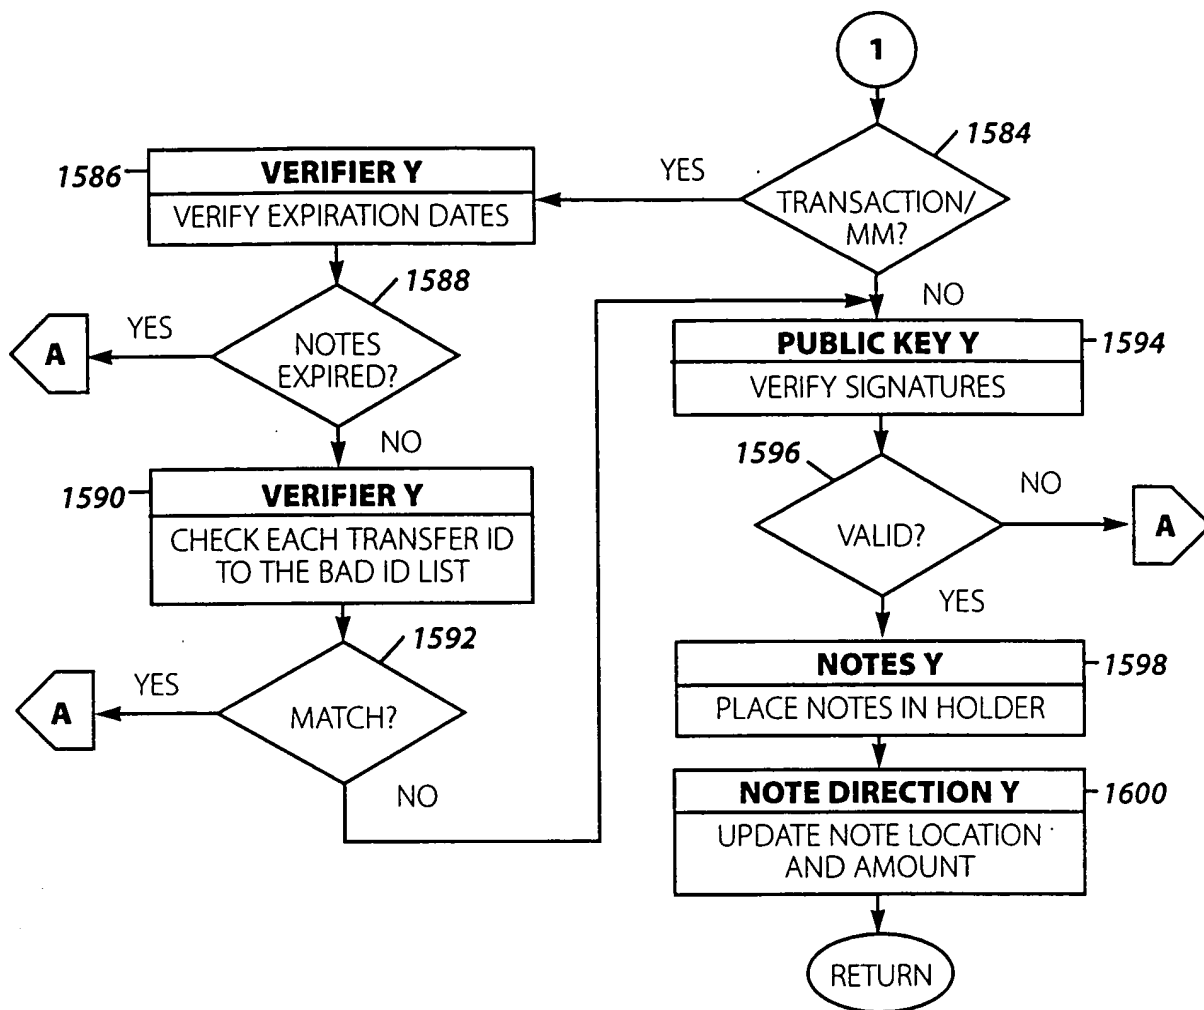 1
1584
TRANSACTION/
MM?
YES
NO
1586
VERIFIER Y
VERIFY EXPIRATION DATES
1588
NOTES
EXPIRED?
YES
A
NO
1590
VERIFIER Y
CHECK EACH TRANSFER ID
TO THE BAD ID LIST
1592
MATCH?
YES
A
NO
PUBLIC KEY Y
1594
VERIFY SIGNATURES
1596
VALID?
NO
A
YES
NOTES Y
1598
PLACE NOTES IN HOLDER
NOTE DIRECTION Y
1600
UPDATE NOTE LOCATION
AND AMOUNT
RETURN